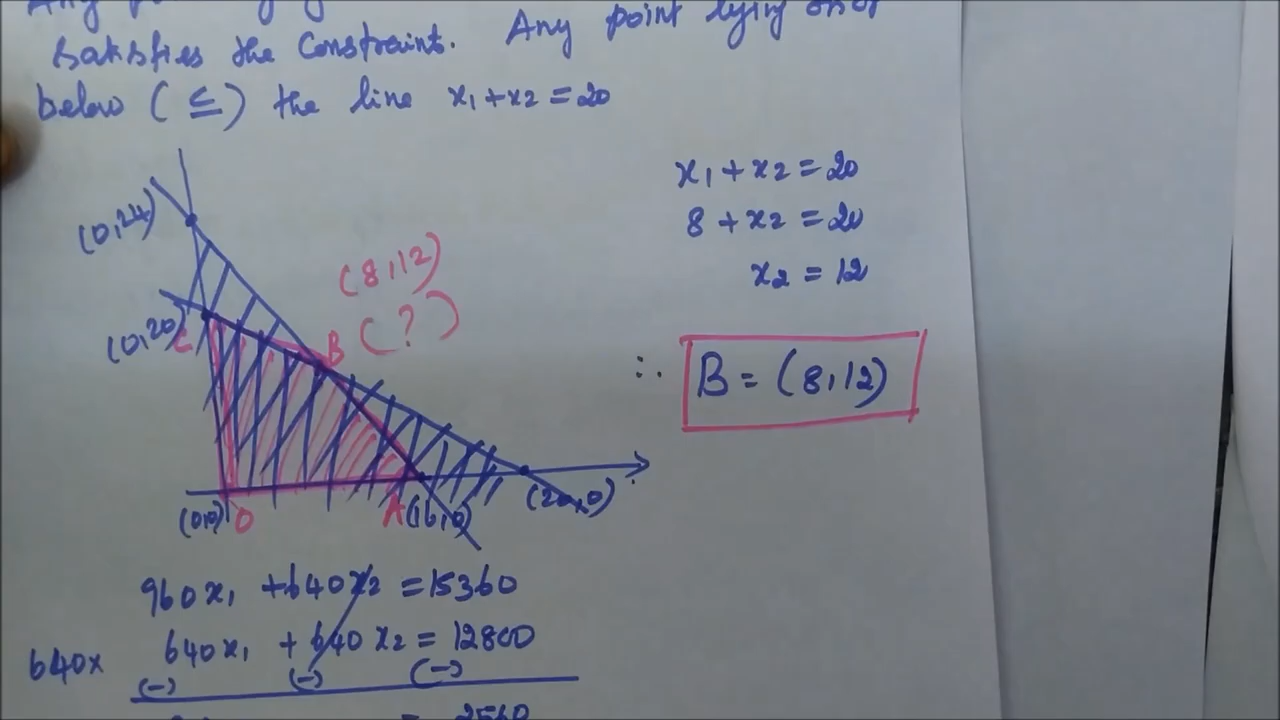 Any
satisfies the constraint. Any point lying on or
below (≤) the line x₁+x₂=20
(0,24)
(8,12)
(0,20) C
B (?)
(0,0) O
A (16,0)
(20,0)
x₁+x₂=20
8+x₂=20
x₂=12
∴ B=(8,12)
960x₁ +640x₂ =15360
640x 640x₁ + 640x₂ = 12800
(-) (-) (-)
= 2560